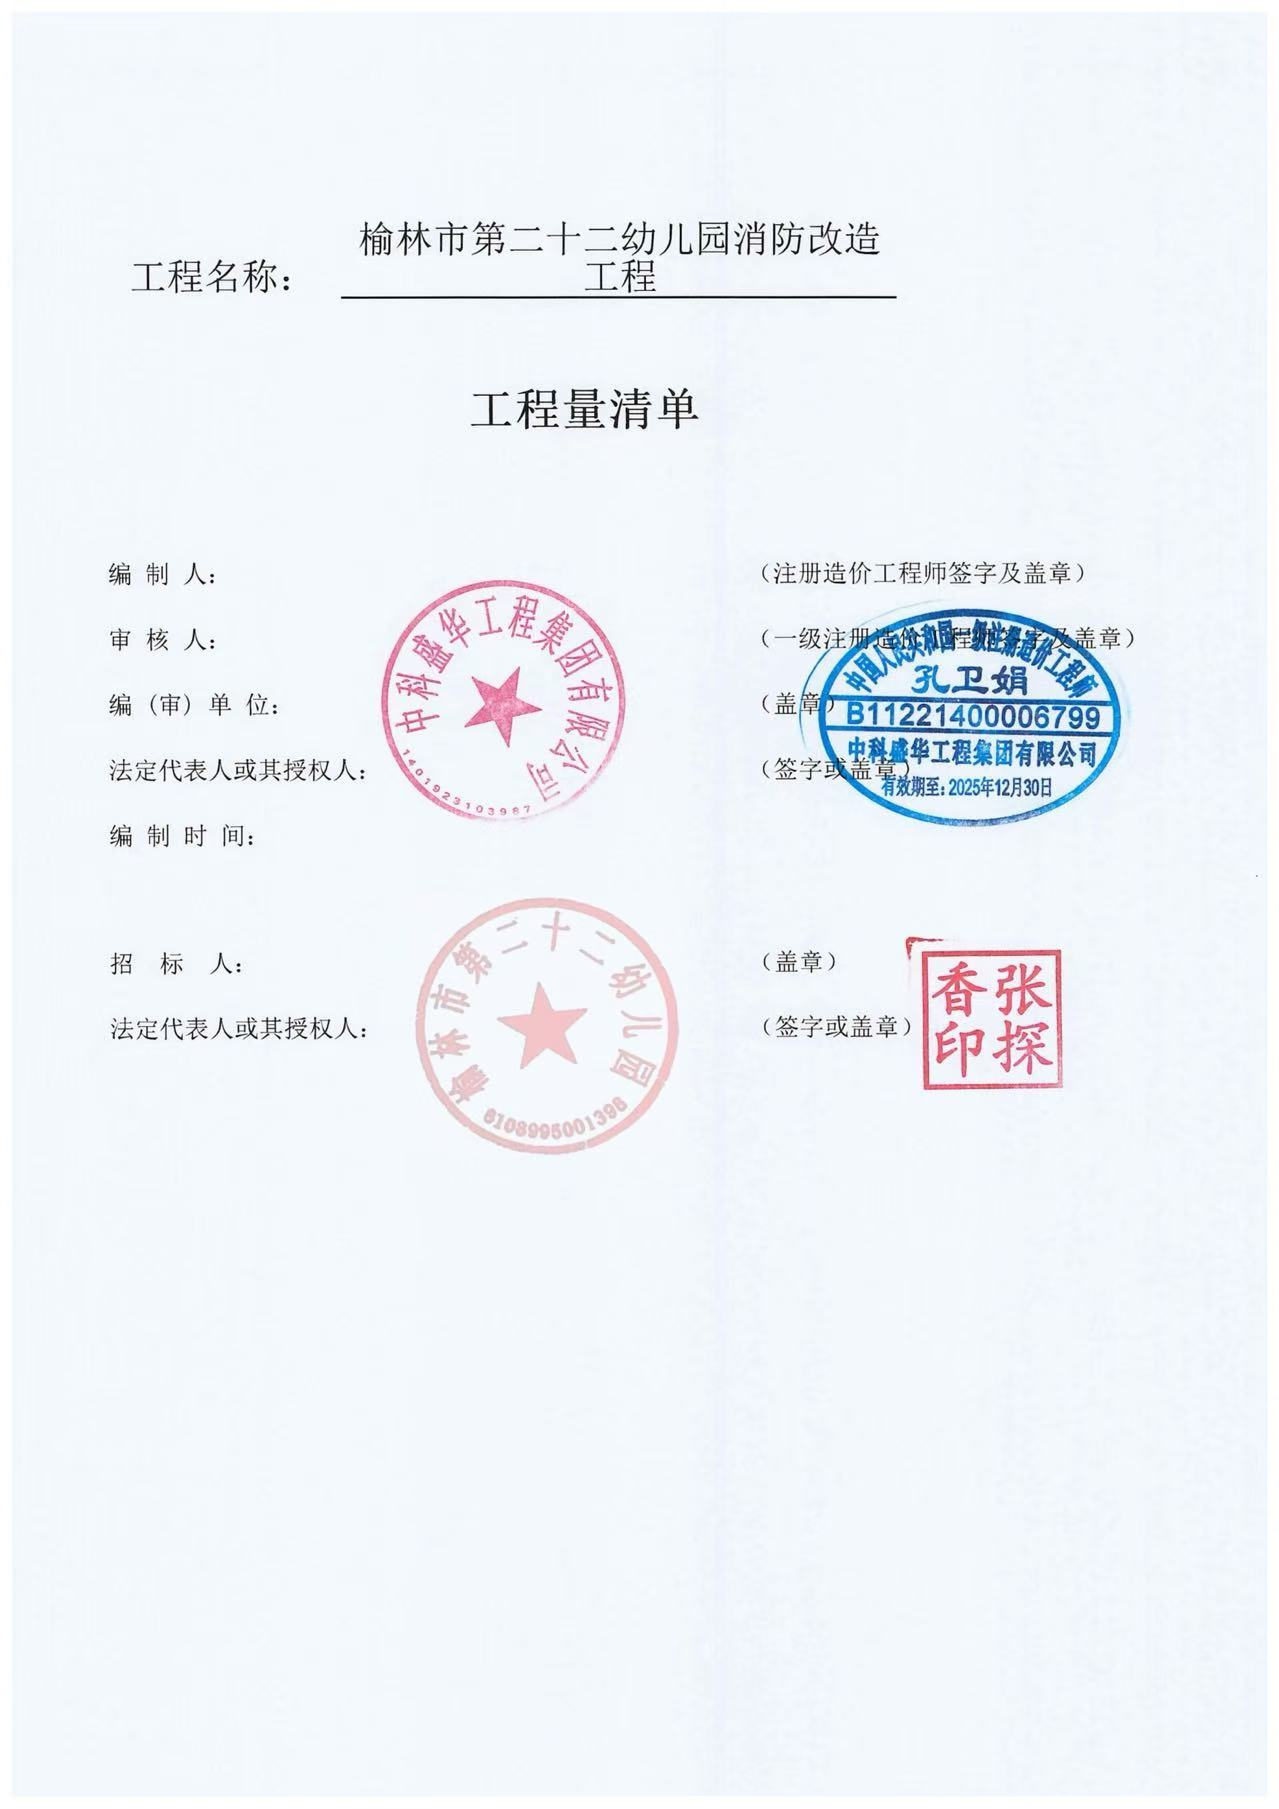 榆林市第二十二幼儿园消防改造
工程名称：工程
工程量清单
编 制 人：（注册造价工程师签字及盖章）
审 核 人：（一级注册造价工程师签字及盖章）
编（审）单 位：（盖章）
法定代表人或其授权人：（签字或盖章）
编 制 时 间：
中科盛华工程集团有限公司
1401923103987
中国人民共和国一级注册造价工程师
孔卫娟
B11221400006799
中科盛华工程集团有限公司
有效期至：2025年12月30日
招 标 人：（盖章）
法定代表人或其授权人：（签字或盖章）
榆林市第二十二幼儿园
6108995001396
张探
香印